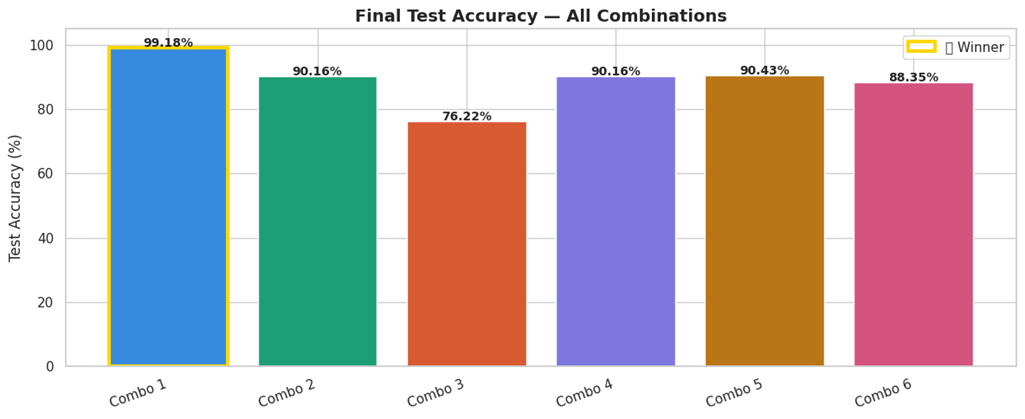 Final Test Accuracy — All Combinations
Test Accuracy (%)
100
80
60
40
20
0
99.18%
90.16%
76.22%
90.16%
90.43%
88.35%
▯ Winner
Combo 1
Combo 2
Combo 3
Combo 4
Combo 5
Combo 6